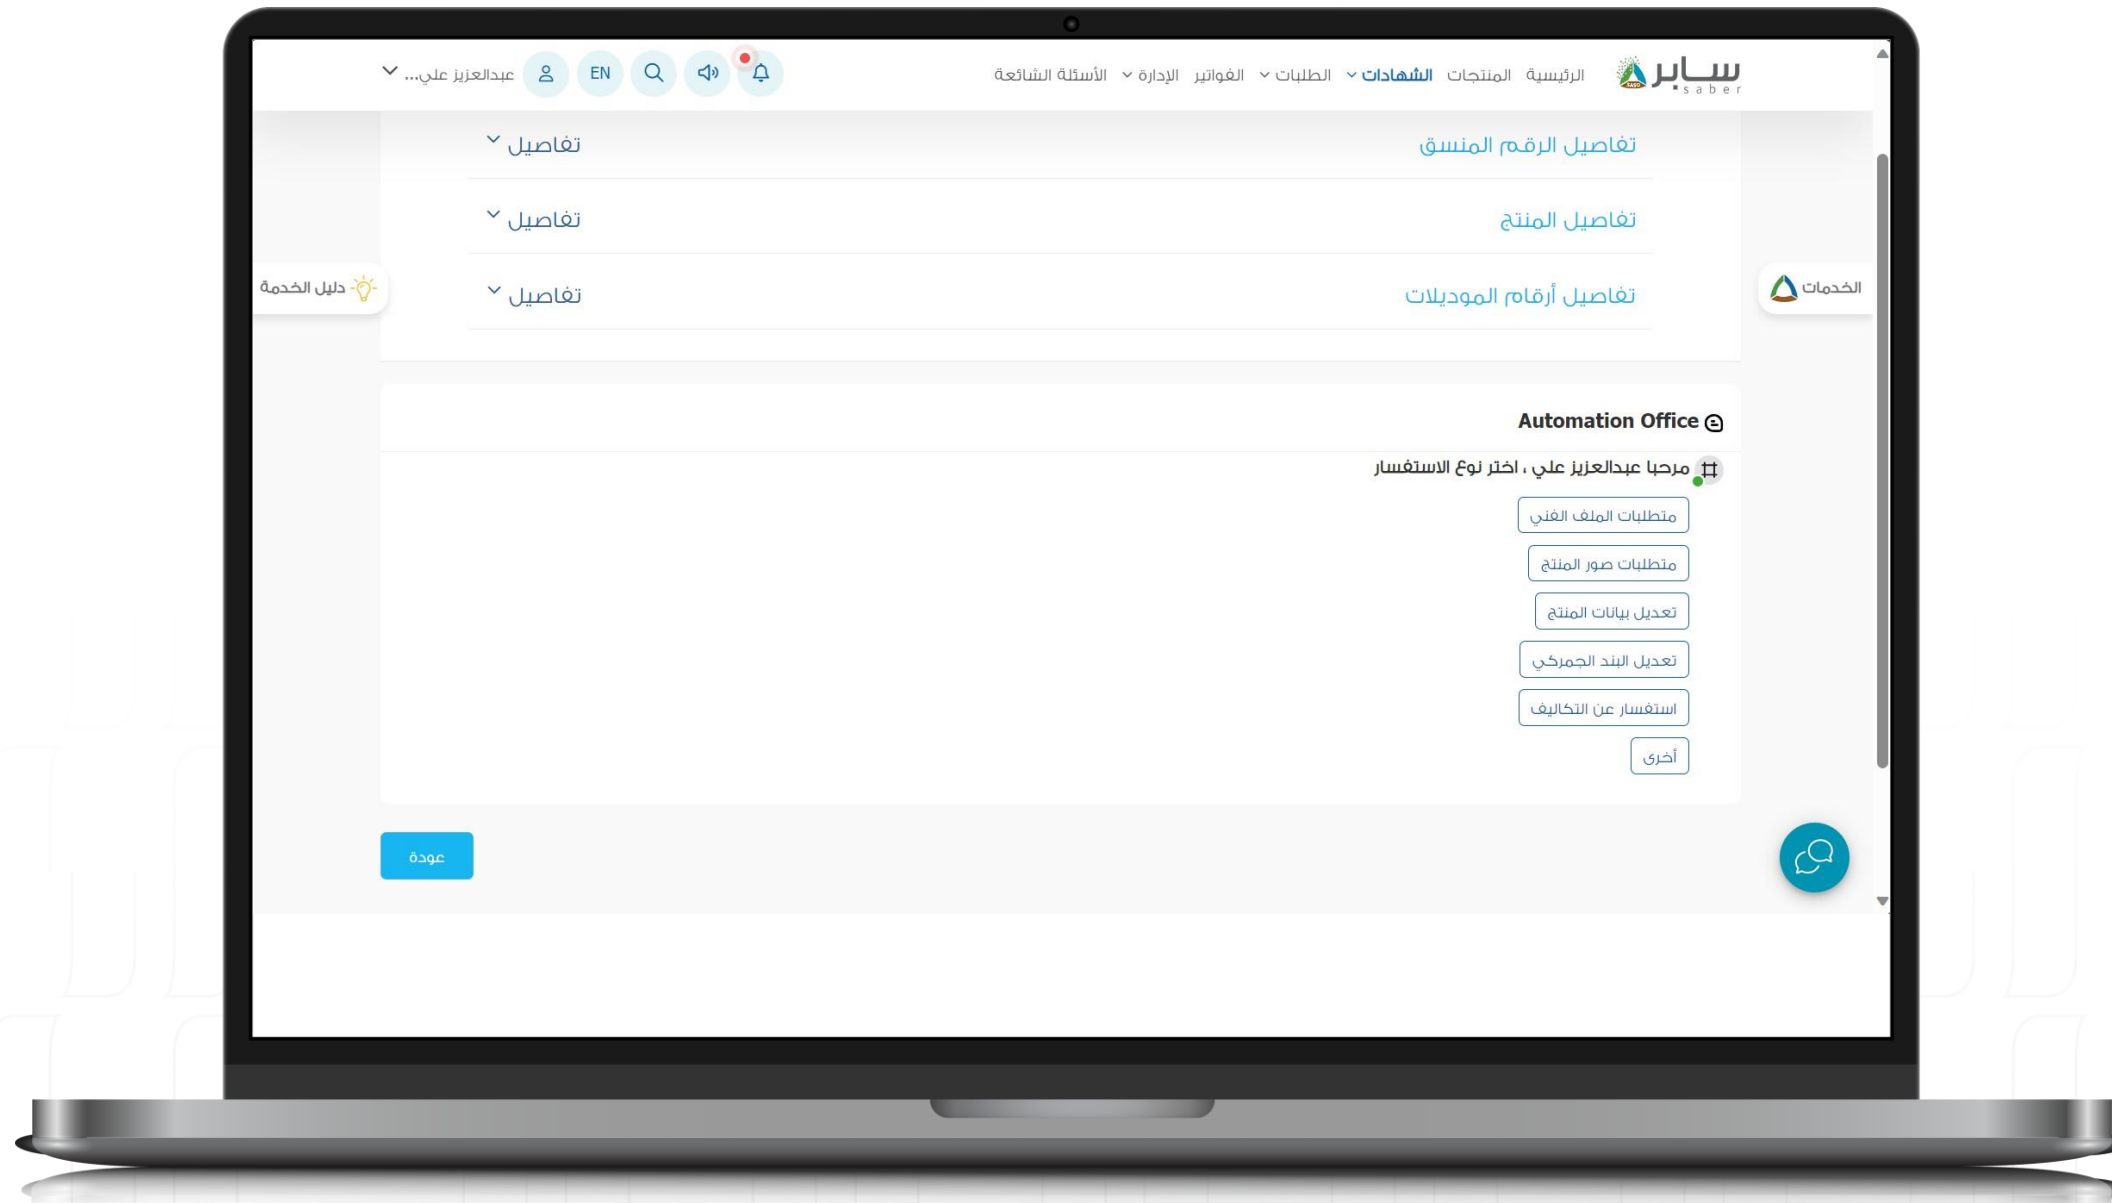 سابر
saber
SASO
الرئيسية المنتجات الشهادات الطلبات الفواتير الإدارة الأسئلة الشائعة
EN
عبدالعزيز علي...
تفاصيل الرقم المنسق تفاصيل
تفاصيل المنتج تفاصيل
تفاصيل أرقام الموديلات تفاصيل
الخدمات
دليل الخدمة
Automation Office
مرحبا عبدالعزيز علي ، اختر نوع الاستفسار
متطلبات الملف الفني
متطلبات صور المنتج
تعديل بيانات المنتج
تعديل البند الجمركي
استفسار عن التكاليف
أخرى
عودة